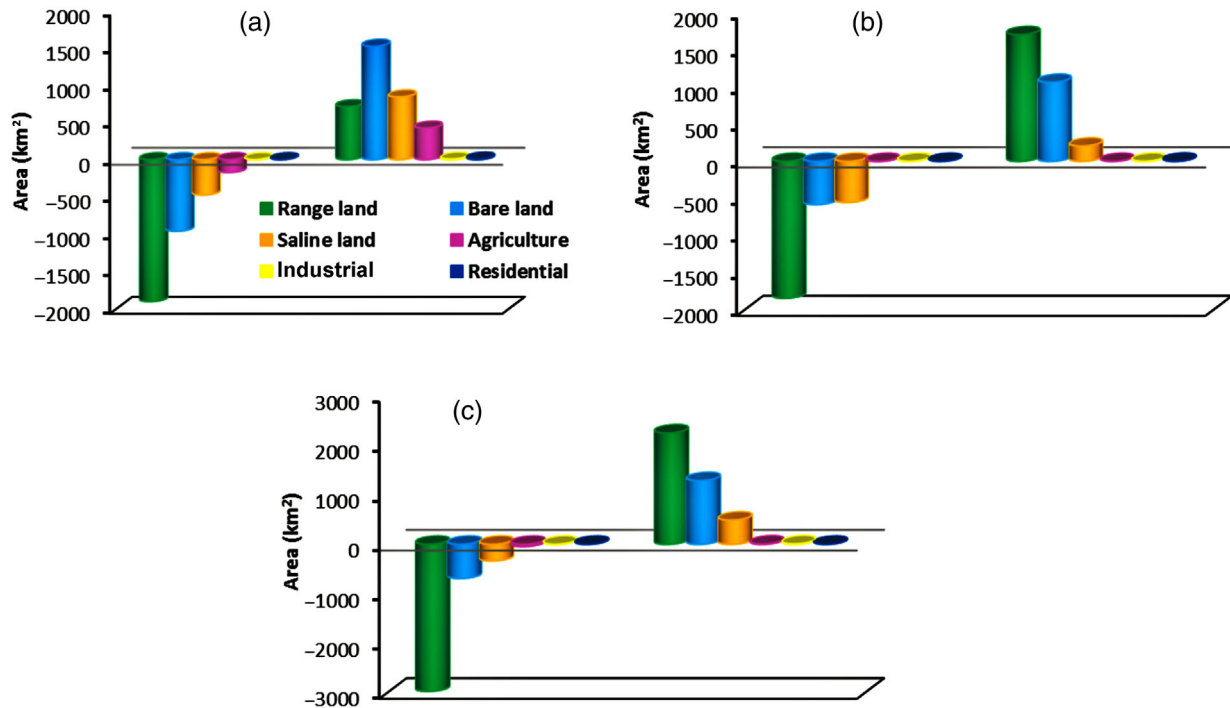 (a)
2000
1500
1000
500
0
−500
−1000
−1500
−2000
Area (km²)
Range land
Bare land
Saline land
Agriculture
Industrial
Residential
(b)
2000
1500
1000
500
0
−500
−1000
−1500
−2000
Area (km²)
(c)
3000
2000
1000
0
−1000
−2000
−3000
Area (km²)